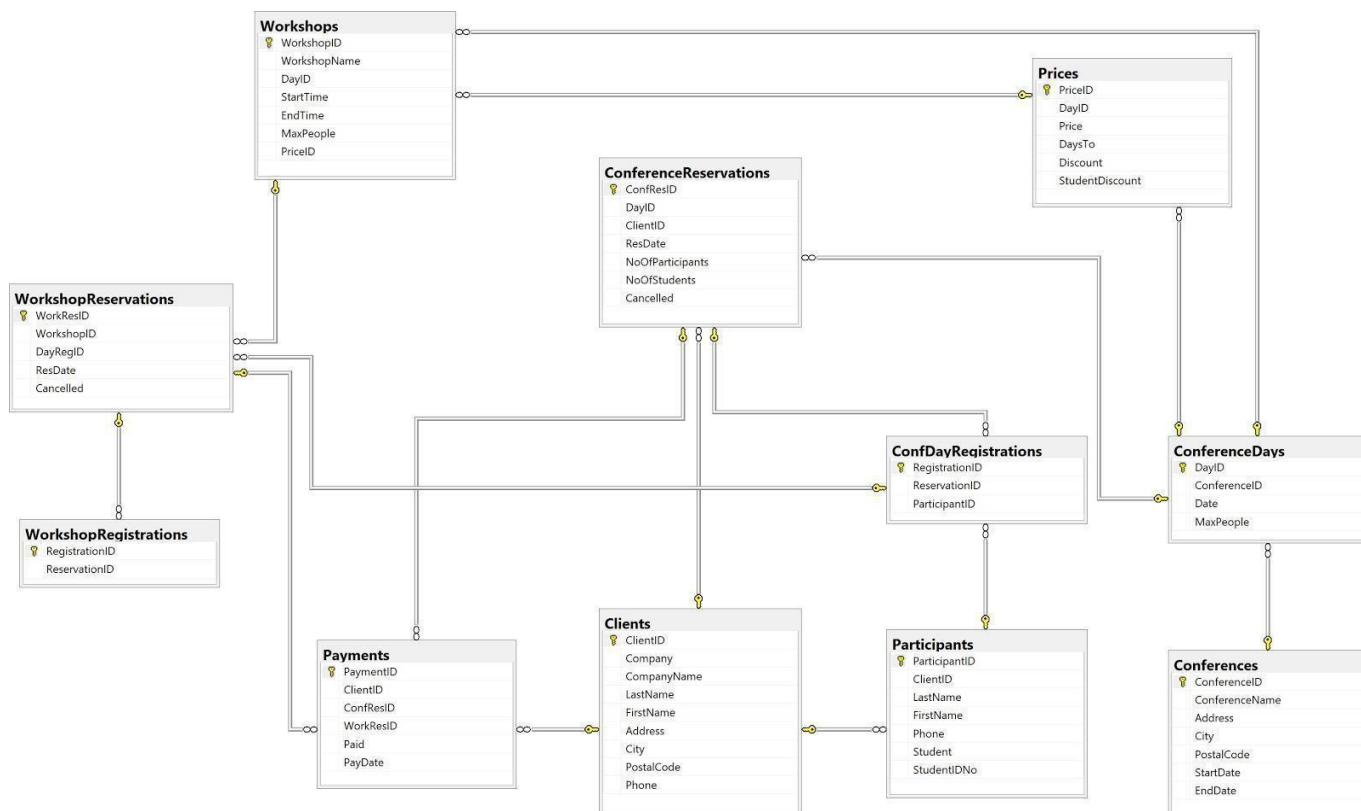 Workshops
WorkshopID
WorkshopName
DayID
StartTime
EndTime
MaxPeople
PriceID
Prices
PriceID
DayID
Price
DaysTo
Discount
StudentDiscount
ConferenceReservations
ConfResID
DayID
ClientID
ResDate
NoOfParticipants
NoOfStudents
Cancelled
WorkshopReservations
WorkResID
WorkshopID
DayRegID
ResDate
Cancelled
ConfDayRegistrations
RegistrationID
ReservationID
ParticipantID
ConferenceDays
DayID
ConferenceID
Date
MaxPeople
WorkshopRegistrations
RegistrationID
ReservationID
Payments
PaymentID
ClientID
ConfResID
WorkResID
Paid
PayDate
Clients
ClientID
Company
CompanyName
LastName
FirstName
Address
City
PostalCode
Phone
Participants
ParticipantID
ClientID
LastName
FirstName
Phone
Student
StudentIDNo
Conferences
ConferenceID
ConferenceName
Address
City
PostalCode
StartDate
EndDate